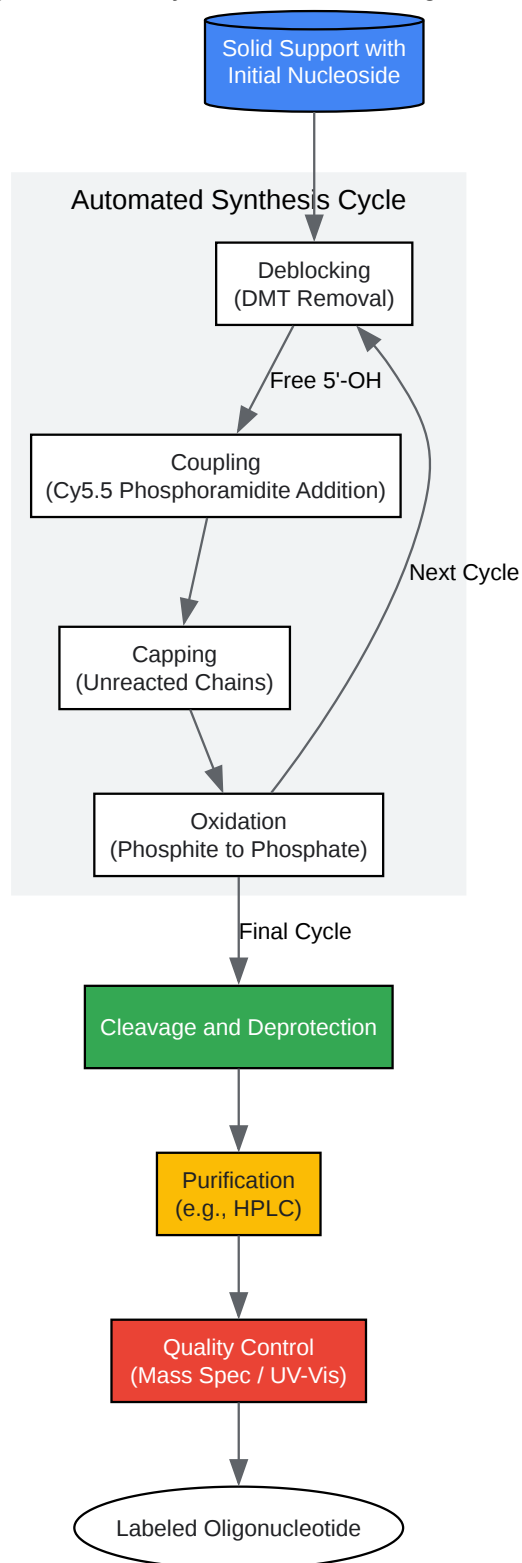 Solid Support with
Initial Nucleoside
Automated Synthesis Cycle
Deblocking
(DMT Removal)
Free 5'-OH
Coupling
(Cy5.5 Phosphoramidite Addition)
Next Cycle
Capping
(Unreacted Chains)
Oxidation
(Phosphite to Phosphate)
Final Cycle
Cleavage and Deprotection
Purification
(e.g., HPLC)
Quality Control
(Mass Spec / UV-Vis)
Labeled Oligonucleotide